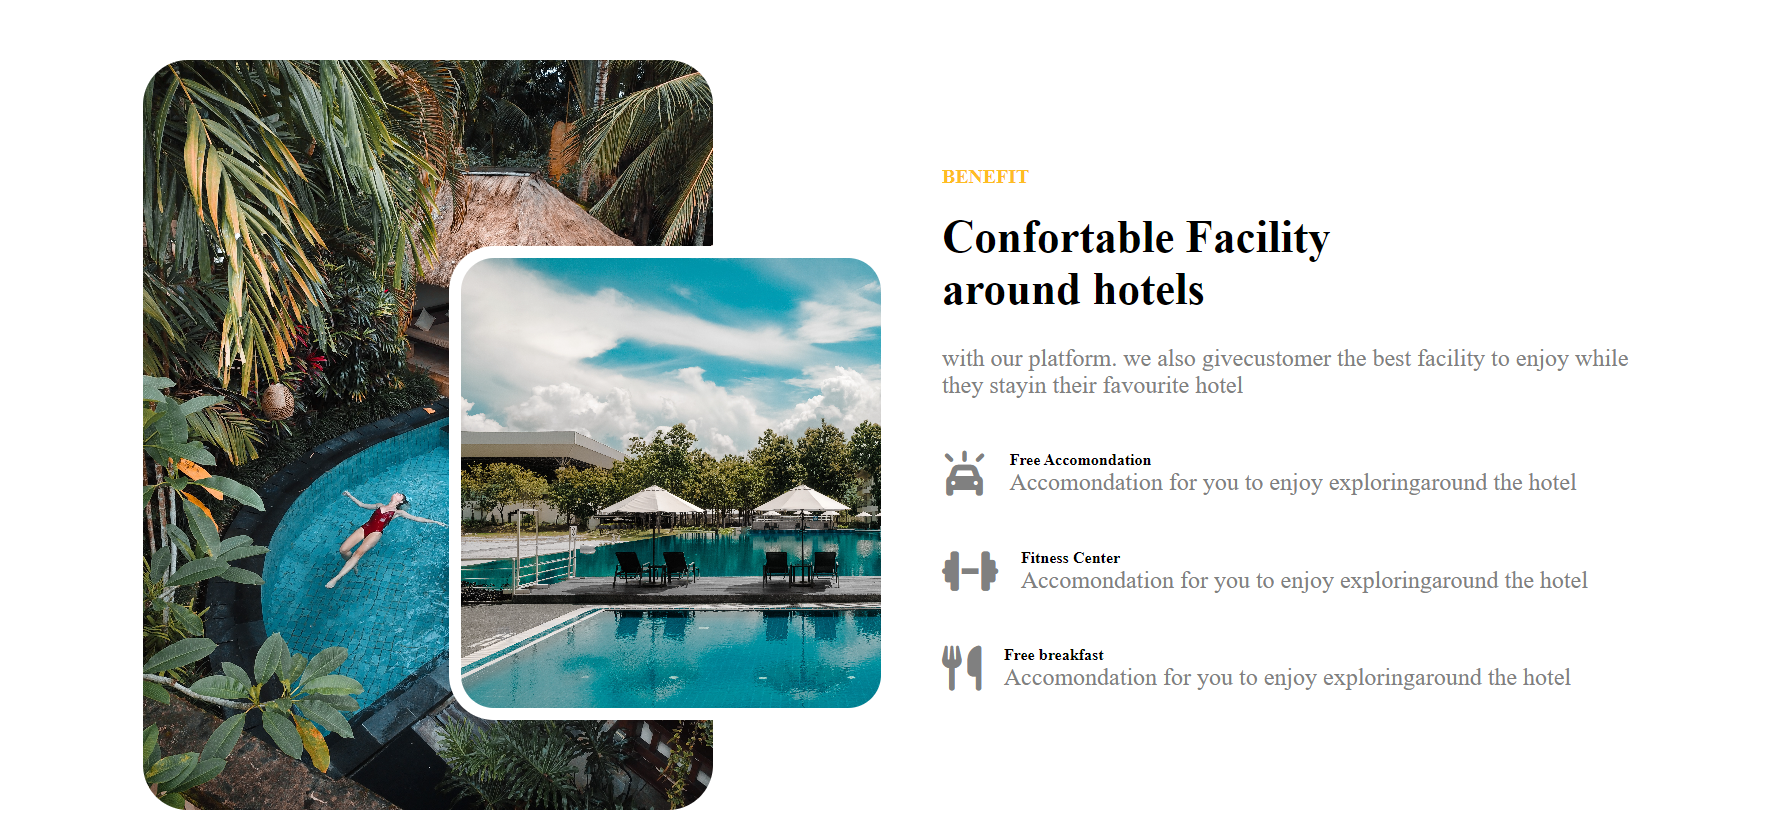 BENEFIT
Confortable Facility
around hotels
with our platform. we also givecustomer the best facility to enjoy while
they stayin their favourite hotel
Free Accomondation
Accomondation for you to enjoy exploringaround the hotel
Fitness Center
Accomondation for you to enjoy exploringaround the hotel
Free breakfast
Accomondation for you to enjoy exploringaround the hotel